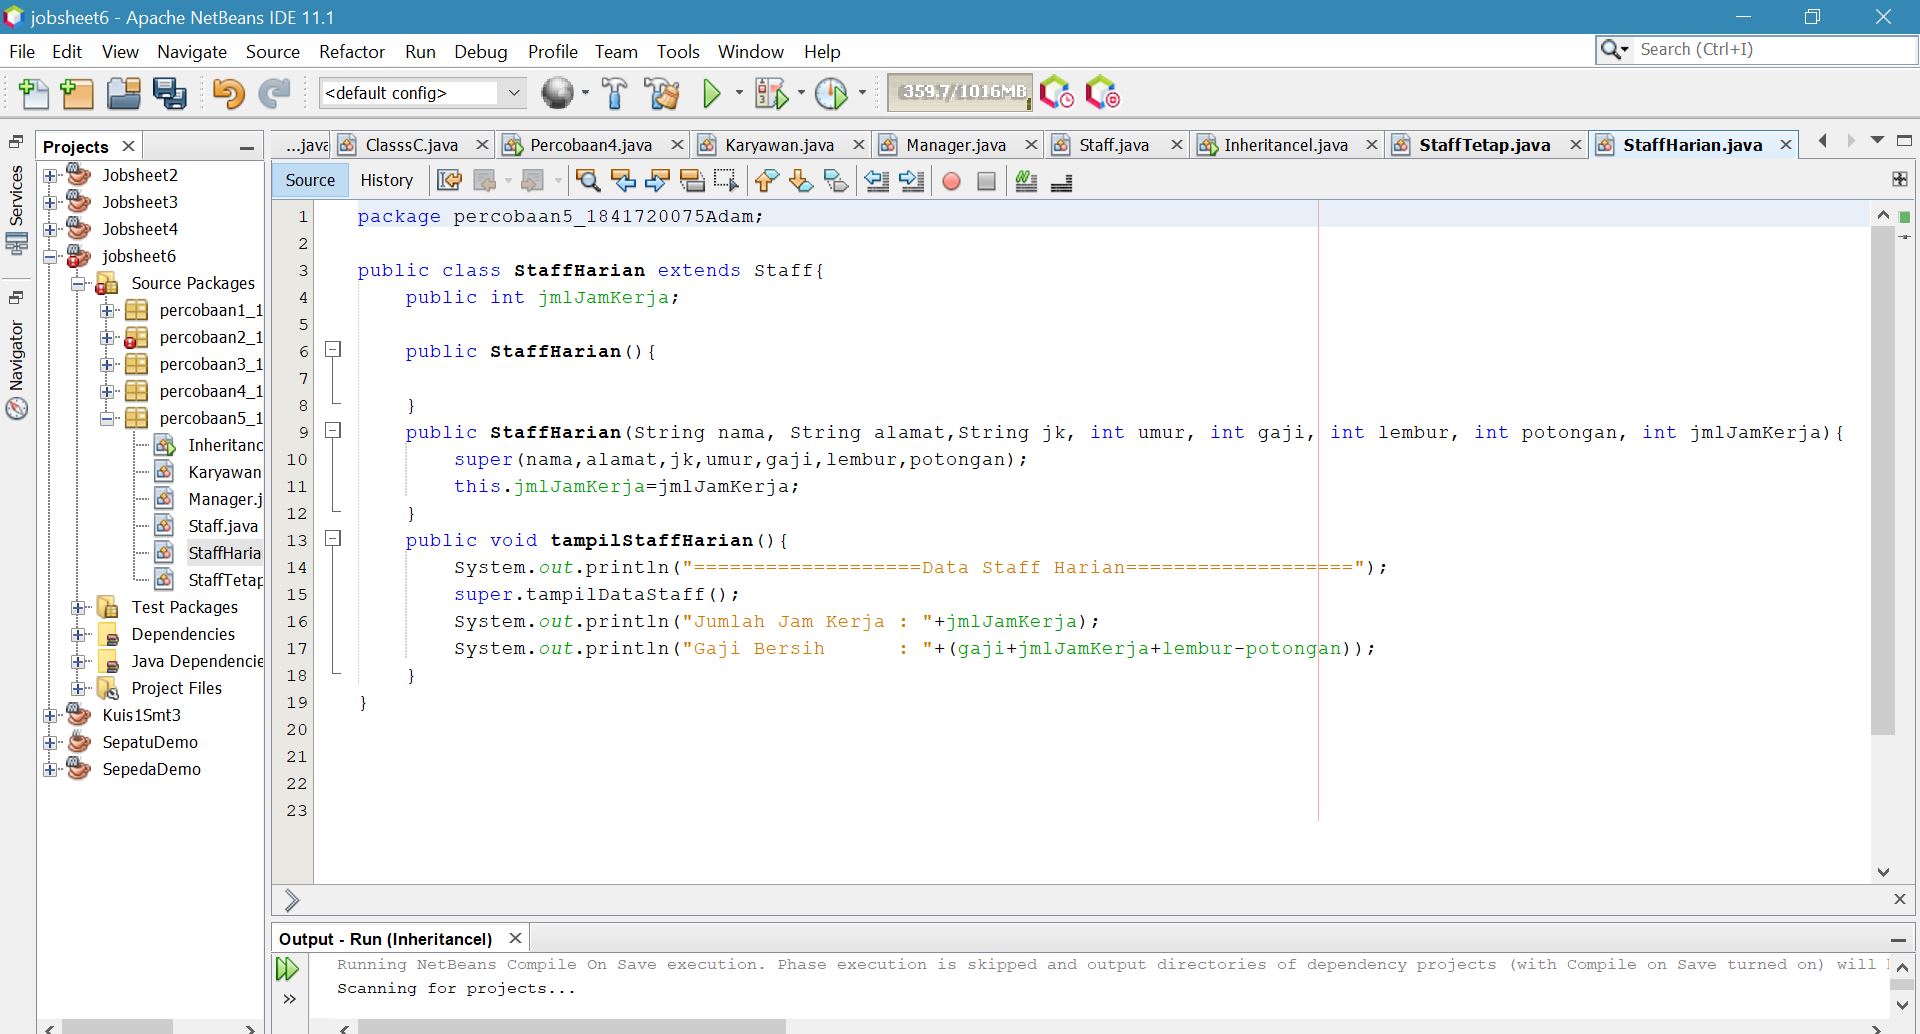 jobsheet6 - Apache NetBeans IDE 11.1
File Edit View Navigate Source Refactor Run Debug Profile Team Tools Window Help
Search (Ctrl+I)
<default config>
359.7/1016MB
Services
Navigator
Projects
Jobsheet2
Jobsheet3
Jobsheet4
jobsheet6
Source Packages
percobaan1_1
percobaan2_1
percobaan3_1
percobaan4_1
percobaan5_1
Inheritanc
Karyawan
Manager.j
Staff.java
StaffHaria
StaffTetap
Test Packages
Dependencies
Java Dependencie
Project Files
Kuis1Smt3
SepatuDemo
SepedaDemo
...java ClasssC.java Percobaan4.java Karyawan.java Manager.java Staff.java Inheritancel.java StaffTetap.java StaffHarian.java
Source History
1 package percobaan5_1841720075Adam;
2
3 public class StaffHarian extends Staff{
4 public int jmlJamKerja;
5
6 public StaffHarian(){
7
8 }
9 public StaffHarian(String nama, String alamat,String jk, int umur, int gaji, int lembur, int potongan, int jmlJamKerja){
10 super(nama,alamat,jk,umur,gaji,lembur,potongan);
11 this.jmlJamKerja=jmlJamKerja;
12 }
13 public void tampilStaffHarian(){
14 System.out.println("===================Data Staff Harian===================");
15 super.tampilDataStaff();
16 System.out.println("Jumlah Jam Kerja : "+jmlJamKerja);
17 System.out.println("Gaji Bersih      : "+(gaji+jmlJamKerja+lembur-potongan));
18 }
19 }
20
21
22
23
Output - Run (Inheritancel)
Running NetBeans Compile On Save execution. Phase execution is skipped and output directories of dependency projects (with Compile on Save turned on) will
Scanning for projects...